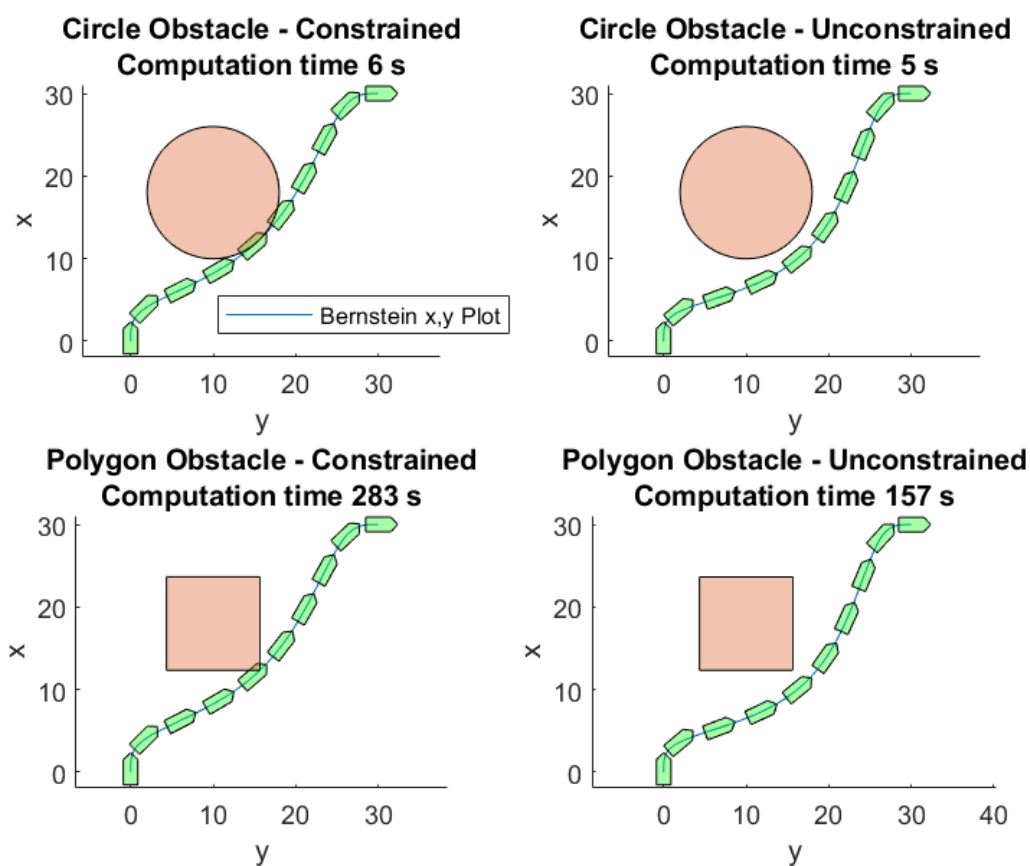 Circle Obstacle - Constrained
Computation time 6 s
30
20
10
0
x
0 10 20 30
y
Bernstein x,y Plot
Circle Obstacle - Unconstrained
Computation time 5 s
30
20
10
0
x
0 10 20 30
y
Polygon Obstacle - Constrained
Computation time 283 s
30
20
10
0
x
0 10 20 30
y
Polygon Obstacle - Unconstrained
Computation time 157 s
30
20
10
0
x
0 10 20 30 40
y